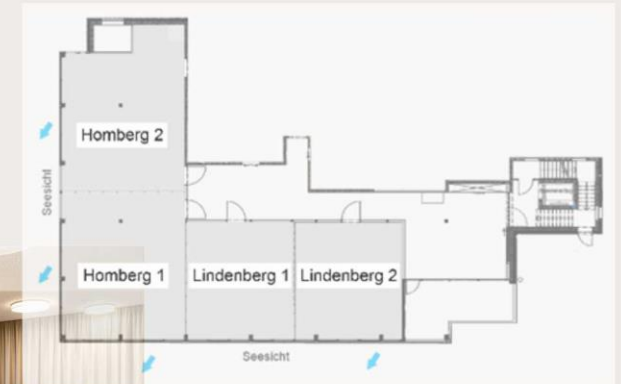 Homberg 2
Seesicht
Homberg 1
Lindenberg 1
Lindenberg 2
Seesicht